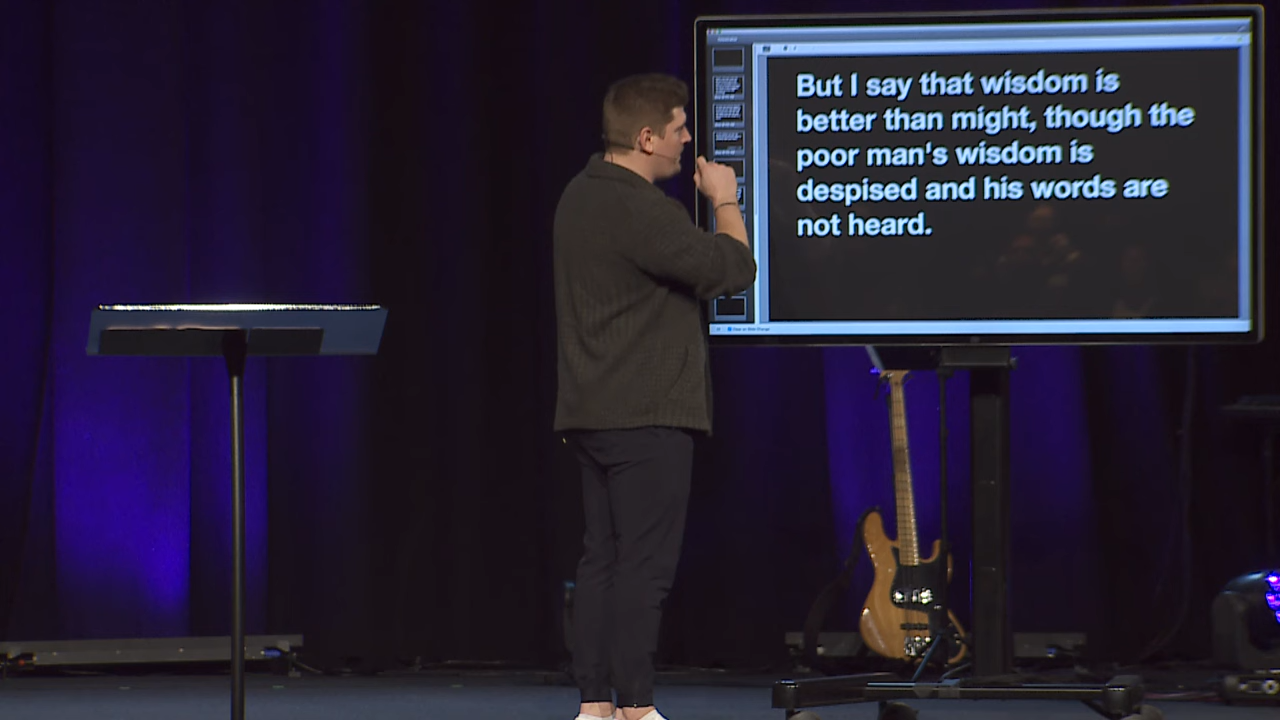 But I say that wisdom is
better than might, though the
poor man's wisdom is
despised and his words are
not heard.